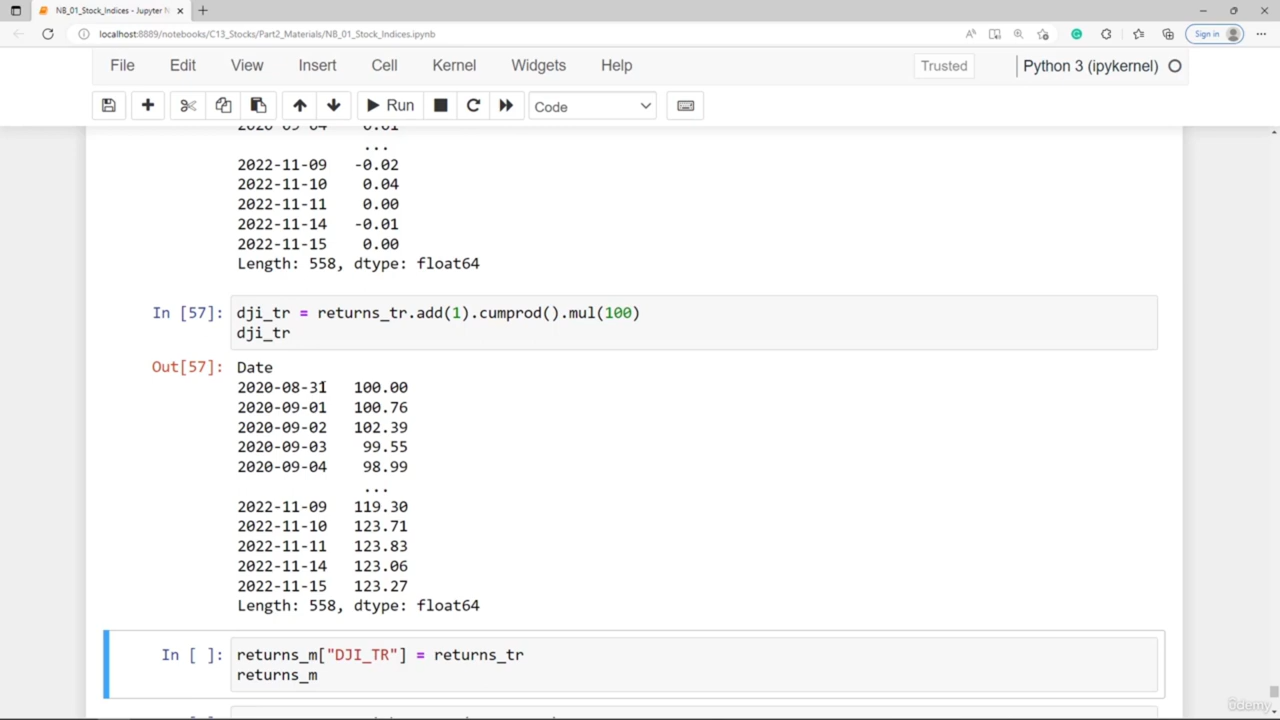 NB_01_Stock_Indices - Jupyter N
localhost:8889/notebooks/C13_Stocks/Part2_Materials/NB_01_Stock_Indices.ipynb
Sign in
File Edit View Insert Cell Kernel Widgets Help
Trusted
Python 3 (ipykernel)
Run
Code
2020-09-04 0.01
...
2022-11-09 -0.02
2022-11-10 0.04
2022-11-11 0.00
2022-11-14 -0.01
2022-11-15 0.00
Length: 558, dtype: float64
In [57]: dji_tr = returns_tr.add(1).cumprod().mul(100)
dji_tr
Out[57]: Date
2020-08-31 100.00
2020-09-01 100.76
2020-09-02 102.39
2020-09-03 99.55
2020-09-04 98.99
...
2022-11-09 119.30
2022-11-10 123.71
2022-11-11 123.83
2022-11-14 123.06
2022-11-15 123.27
Length: 558, dtype: float64
In [ ]: returns_m["DJI_TR"] = returns_tr
returns_m
ûdemy